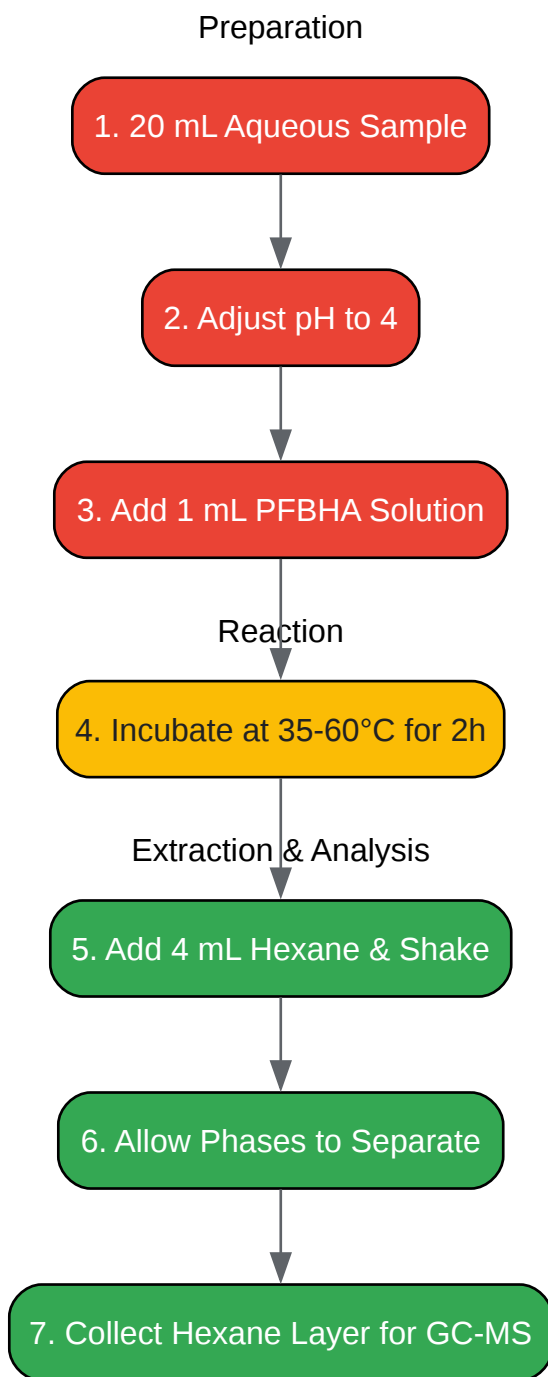 Preparation
1. 20 mL Aqueous Sample
2. Adjust pH to 4
3. Add 1 mL PFBHA Solution
Reaction
4. Incubate at 35-60°C for 2h
Extraction & Analysis
5. Add 4 mL Hexane & Shake
6. Allow Phases to Separate
7. Collect Hexane Layer for GC-MS